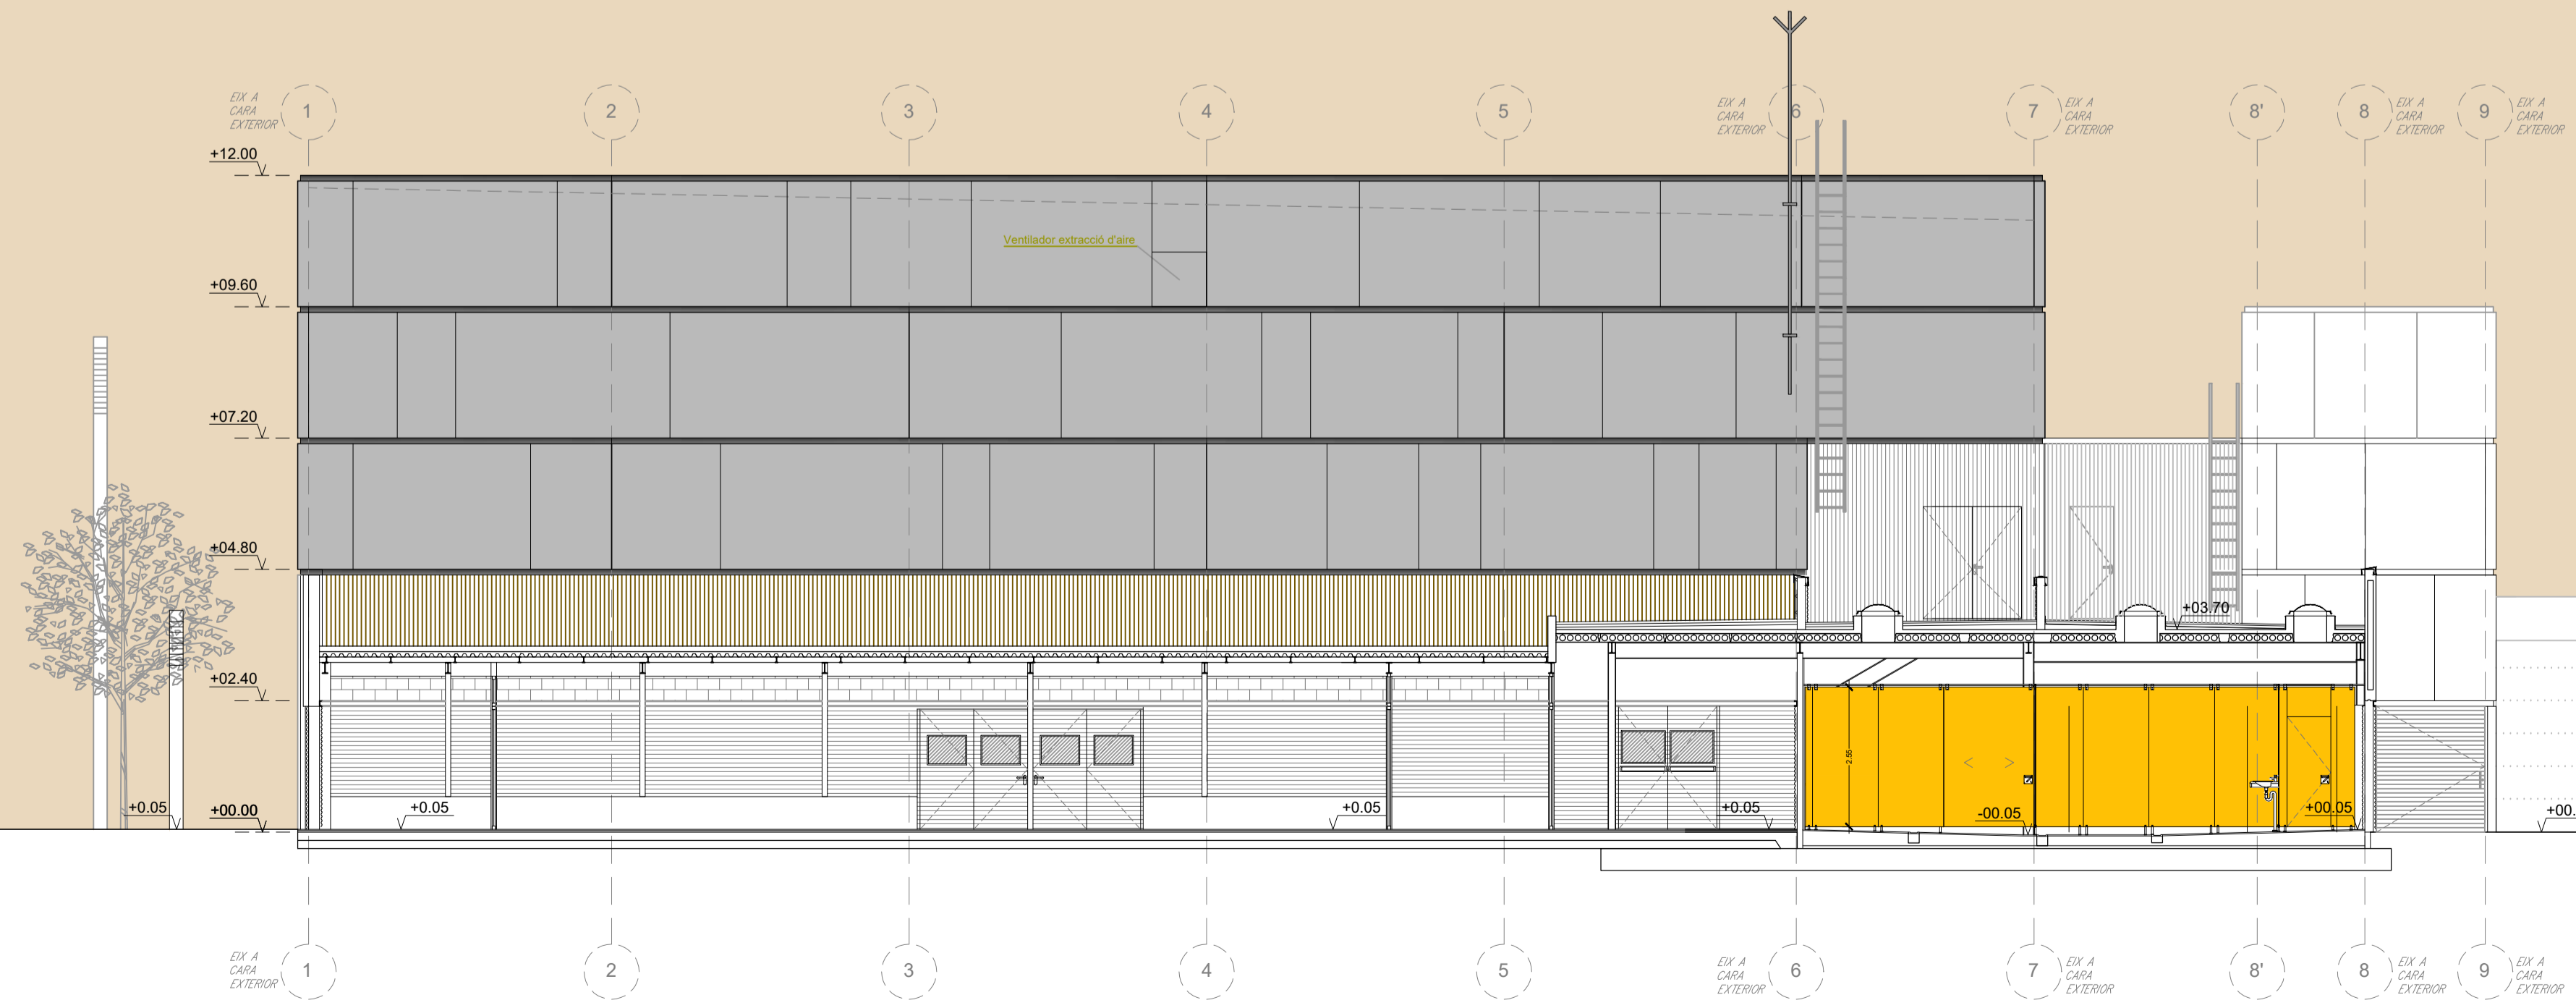 EIX A
CARA
EXTERIOR
1
2
3
4
5
EIX A
CARA
EXTERIOR
6
7
EIX A
CARA
EXTERIOR
8'
8
EIX A
CARA
EXTERIOR
9
EIX A
CARA
EXTERIOR
+12.00
Ventilador extracció d'aire
+09.60
+07.20
+04.80
+03.70
+02.40
2.55
+0.05
+00.00
+0.05
+0.05
+0.05
-00.05
+00.05
+00.
EIX A
CARA
EXTERIOR
1
2
3
4
5
EIX A
CARA
EXTERIOR
6
7
EIX A
CARA
EXTERIOR
8'
8
EIX A
CARA
EXTERIOR
9
EIX A
CARA
EXTERIOR